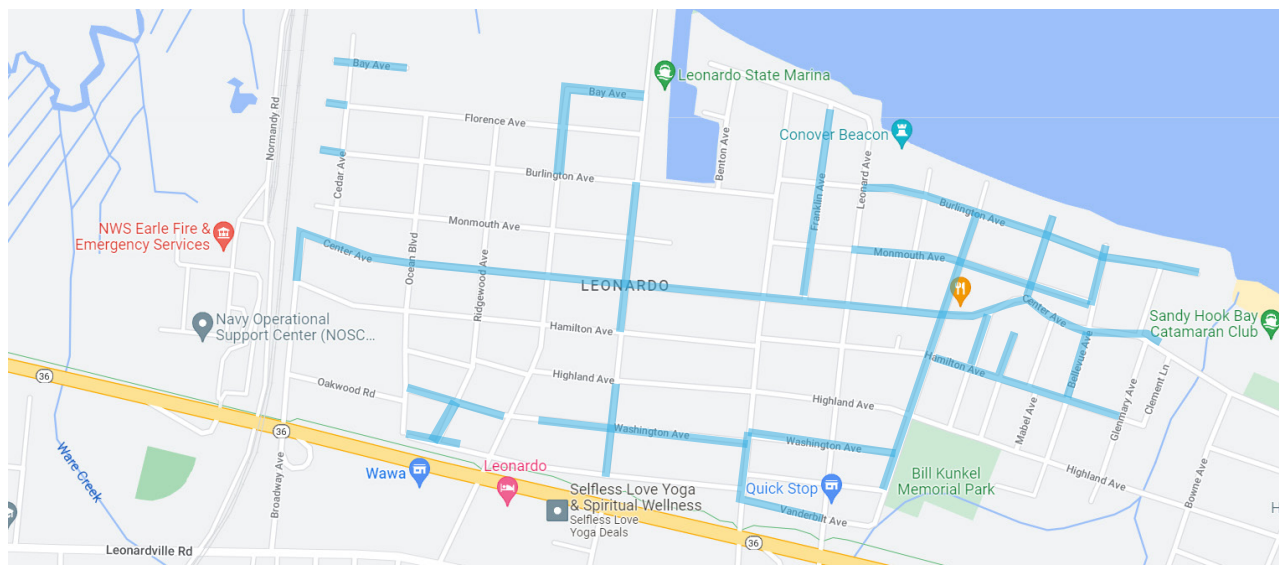 Bay Ave
Bay Ave
Leonardo State Marina
Florence Ave
Normandy Rd
Conover Beacon
Benton Ave
Cedar Ave
Burlington Ave
Leonard Ave
Franklin Ave
Burlington Ave
NWS Earle Fire &
Emergency Services
Monmouth Ave
Ocean Blvd
Center Ave
Monmouth Ave
Ridgewood Ave
LEONARDO
Center Ave
Navy Operational
Support Center (NOSC...
Hamilton Ave
Sandy Hook Bay
Catamaran Club
Hamilton Ave
Bellevue Ave
36
Oakwood Rd
Highland Ave
Highland Ave
Clement Ln
Glenmary Ave
Mabel Ave
36
Washington Ave
Washington Ave
Ware Creek
Broadway Ave
Wawa
Leonardo
Highland Ave
Bowne Ave
Bill Kunkel
Memorial Park
Quick Stop
Selfless Love Yoga
& Spiritual Wellness
Selfless Love
Yoga Deals
Vanderbilt Ave
H
36
Leonardville Rd